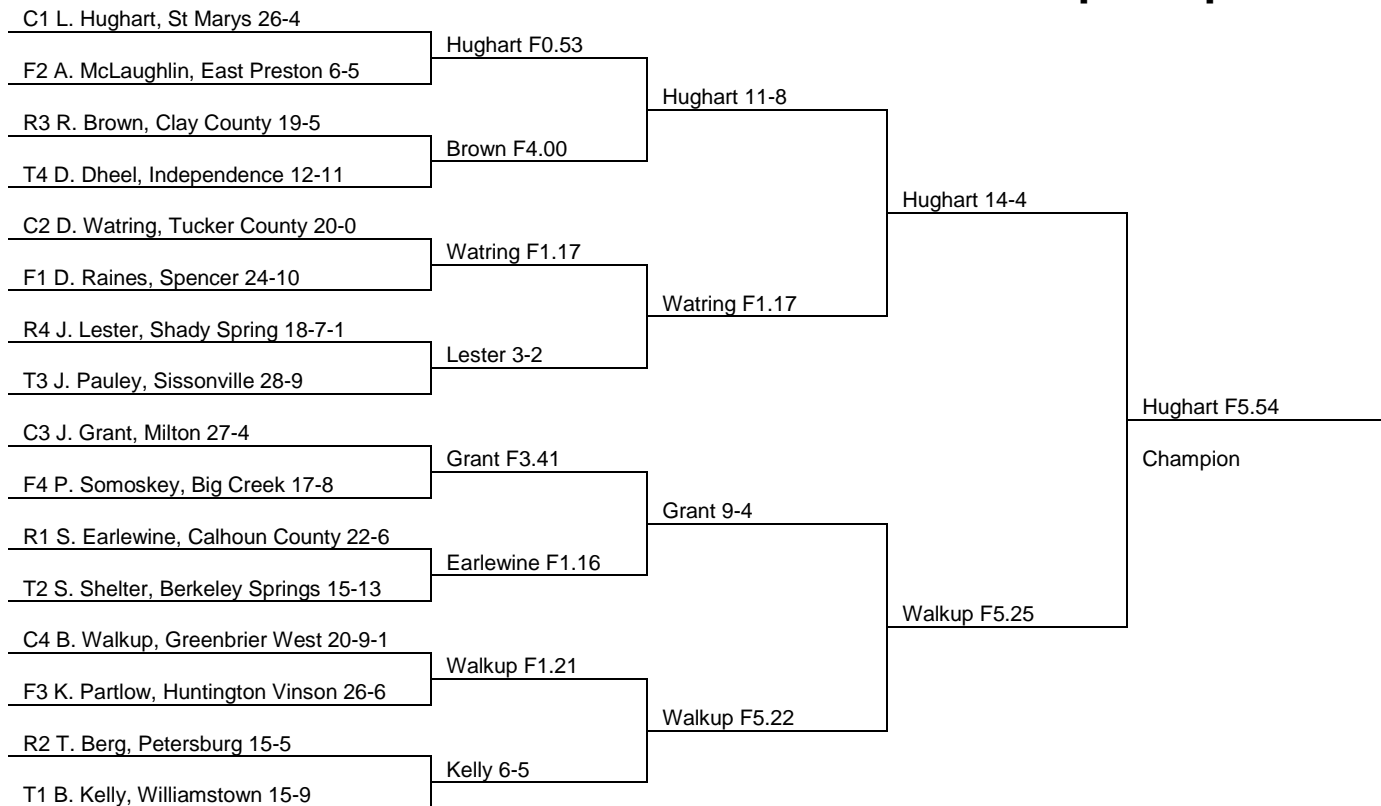 C1 L. Hughart, St Marys 26-4
F2 A. McLaughlin, East Preston 6-5
R3 R. Brown, Clay County 19-5
T4 D. Dheel, Independence 12-11
C2 D. Watring, Tucker County 20-0
F1 D. Raines, Spencer 24-10
R4 J. Lester, Shady Spring 18-7-1
T3 J. Pauley, Sissonville 28-9
C3 J. Grant, Milton 27-4
F4 P. Somoskey, Big Creek 17-8
R1 S. Earlewine, Calhoun County 22-6
T2 S. Shelter, Berkeley Springs 15-13
C4 B. Walkup, Greenbrier West 20-9-1
F3 K. Partlow, Huntington Vinson 26-6
R2 T. Berg, Petersburg 15-5
T1 B. Kelly, Williamstown 15-9
Hughart F0.53
Brown F4.00
Watring F1.17
Lester 3-2
Grant F3.41
Earlewine F1.16
Walkup F1.21
Kelly 6-5
Hughart 11-8
Watring F1.17
Grant 9-4
Walkup F5.22
Hughart 14-4
Walkup F5.25
Hughart F5.54
Champion